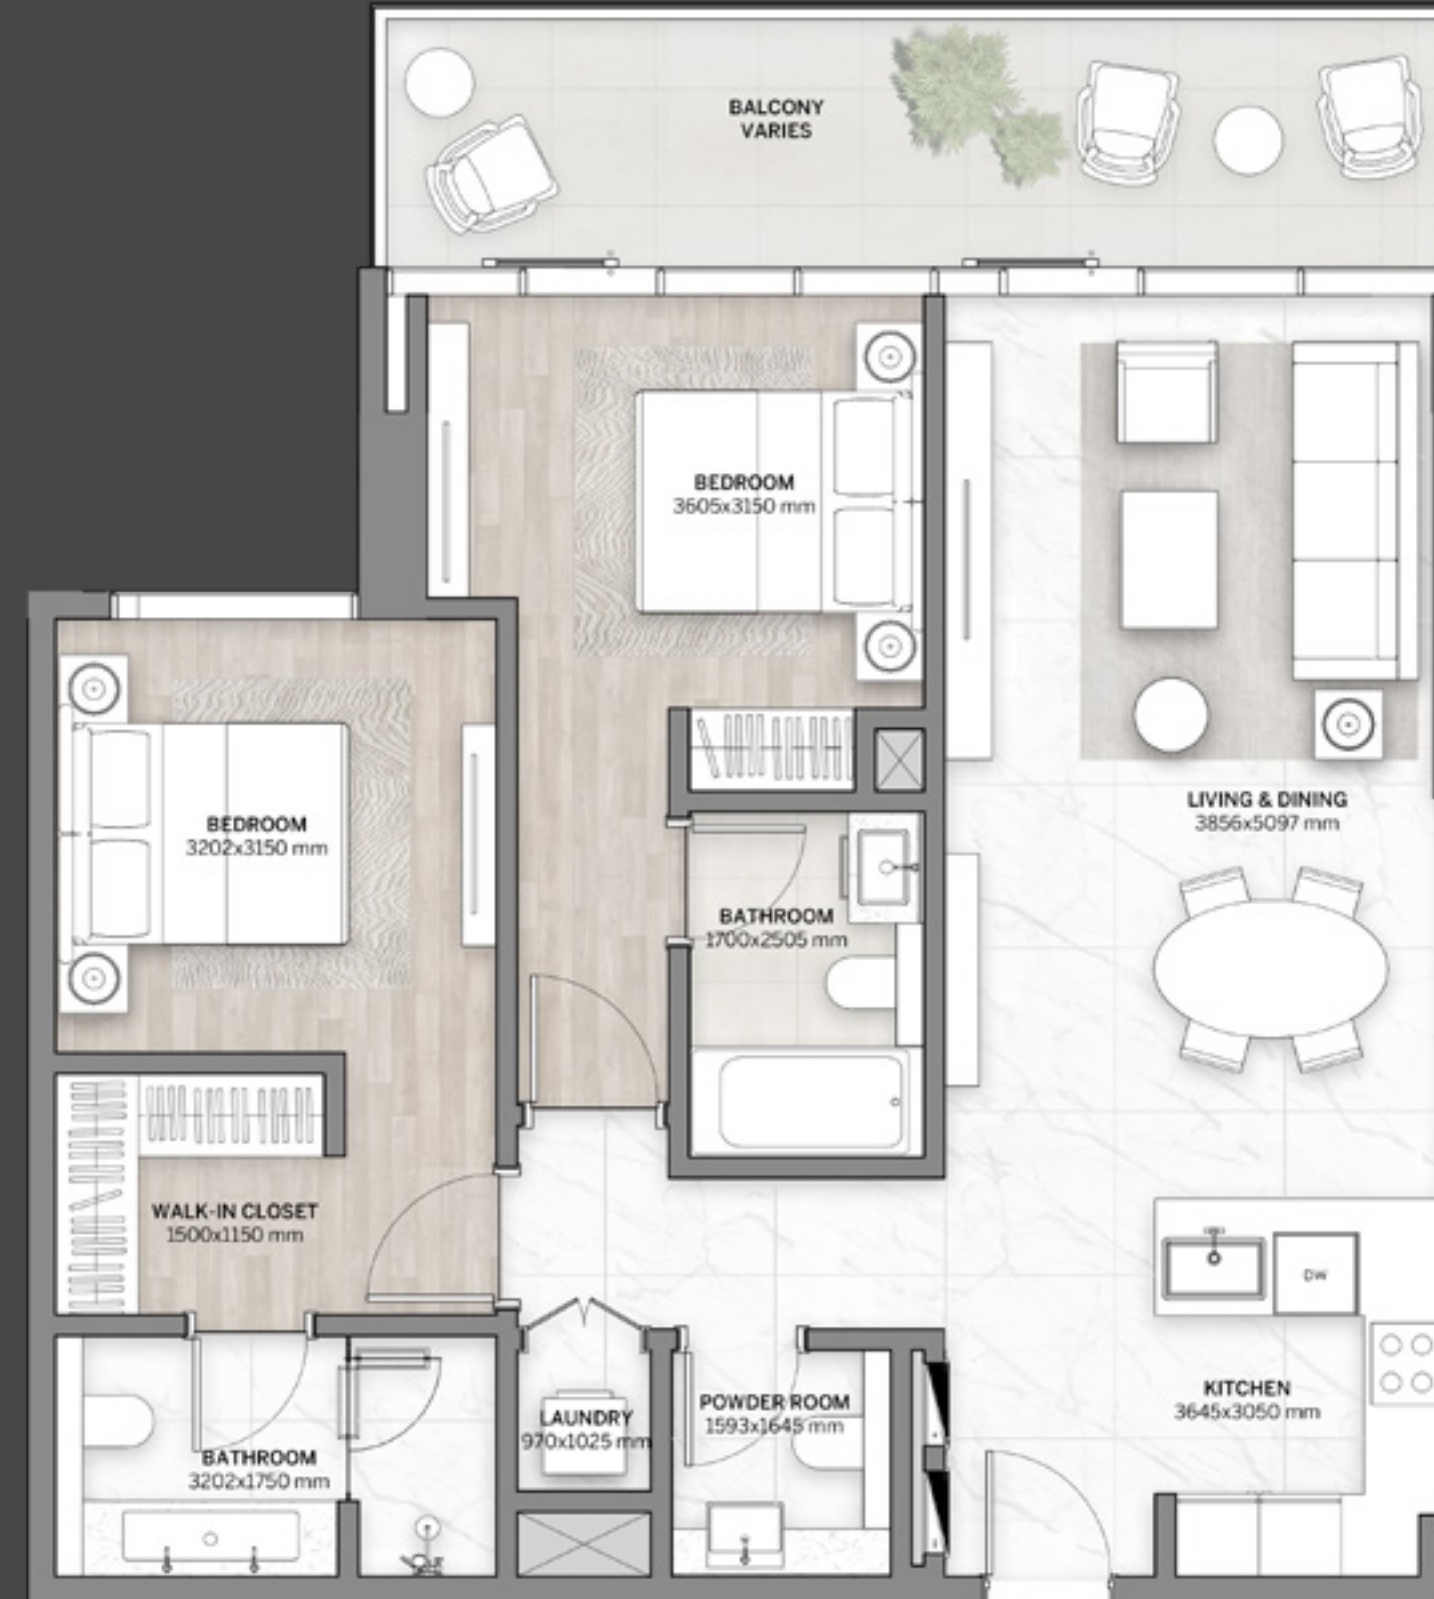 BALCONY
VARIES
BEDROOM
3605x3150 mm
BEDROOM
3202x3150 mm
LIVING & DINING
3856x5097 mm
BATHROOM
1700x2505 mm
WALK-IN CLOSET
1500x1150 mm
DW
KITCHEN
3645x3050 mm
POWDER ROOM
1593x1645 mm
LAUNDRY
970x1025 mm
BATHROOM
3202x1750 mm